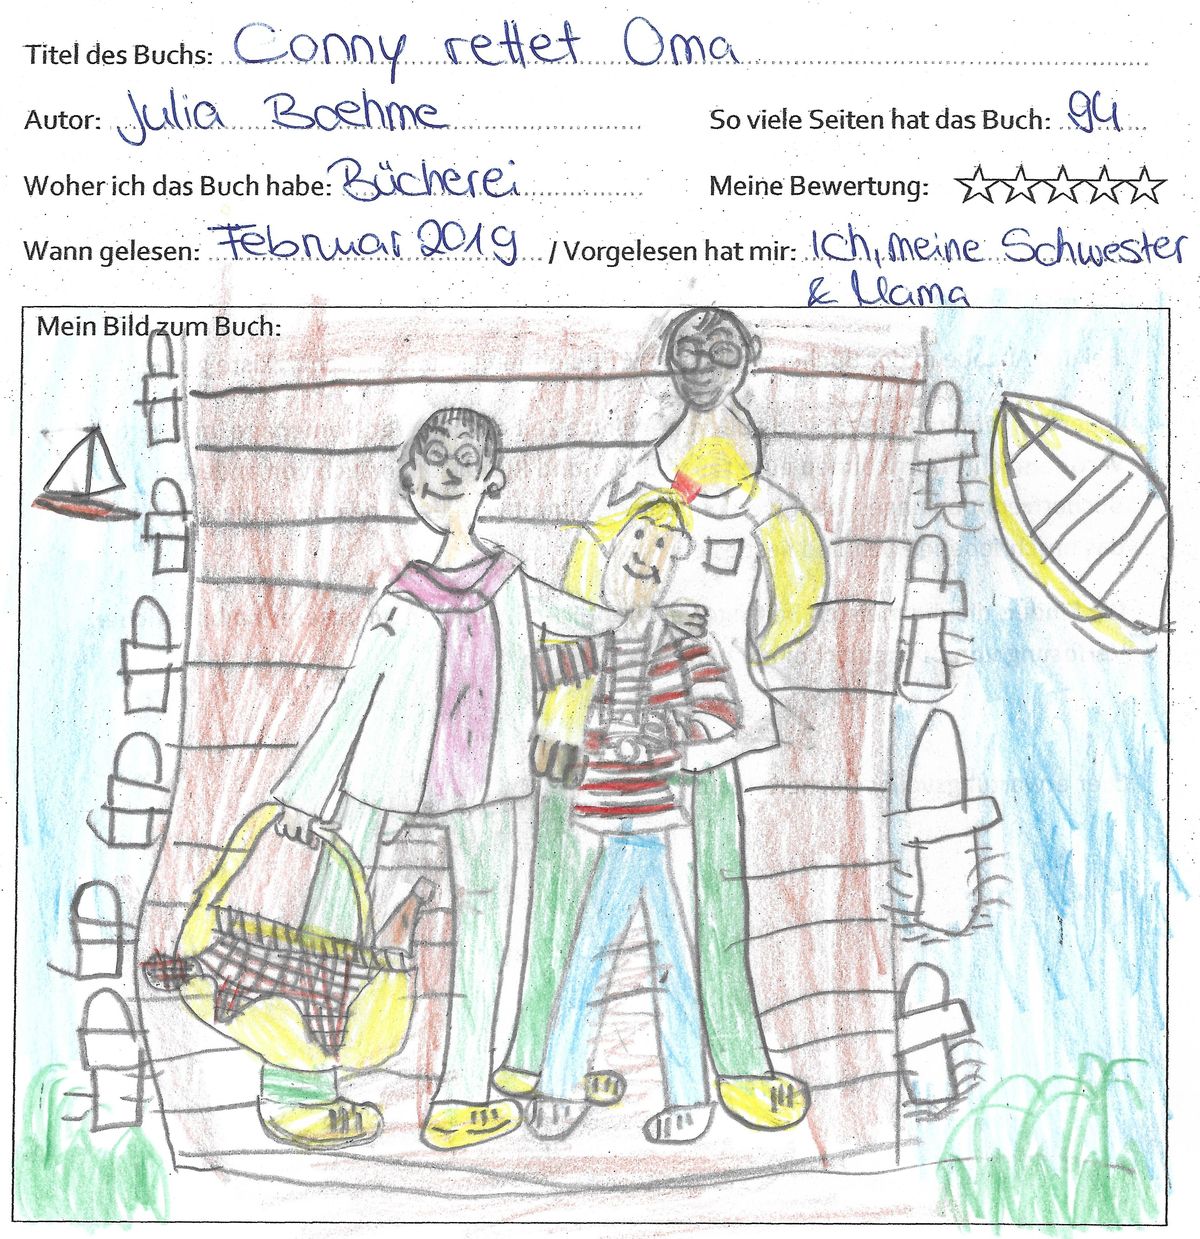 Titel des Buchs: Conny rettet Oma
Autor: Julia Boehme
So viele Seiten hat das Buch: 94
Woher ich das Buch habe: Bücherei
Meine Bewertung:
Wann gelesen: Februar 2019 / Vorgelesen hat mir: Ich, meine Schwester
& Mama
Mein Bild zum Buch: